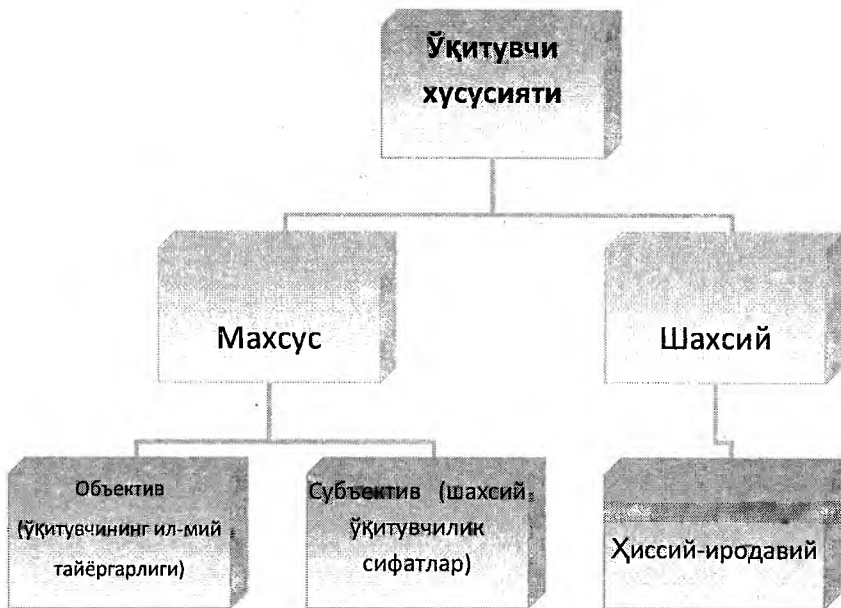 Ўқитувчи
хусусияти
Махсус
Шахсий
Объектив
(ўқитувчининг ил-мий
тайёргарлиги)
Субъектив (шахсий
ўқитувчилик
сифатлар)
Ҳиссий-иродавий